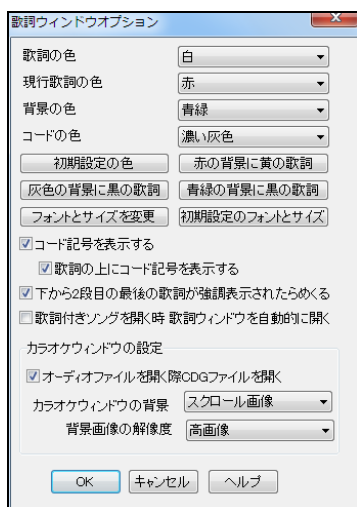 歌詞ウィンドウオプション
歌詞の色 白
現行歌詞の色 赤
背景の色 青緑
コードの色 濃い灰色
初期設定の色 赤の背景に黄の歌詞
灰色の背景に黒の歌詞 青緑の背景に黒の歌詞
フォントとサイズを変更 初期設定のフォントとサイズ
コード記号を表示する
歌詞の上にコード記号を表示する
下から2段目の最後の歌詞が強調表示されたらめくる
歌詞付きソングを開く時 歌詞ウィンドウを自動的に開く
カラオケウィンドウの設定
オーディオファイルを開く際CDGファイルを開く
カラオケウィンドウの背景 スクロール画像
背景画像の解像度 高画像
OK キャンセル ヘルプ